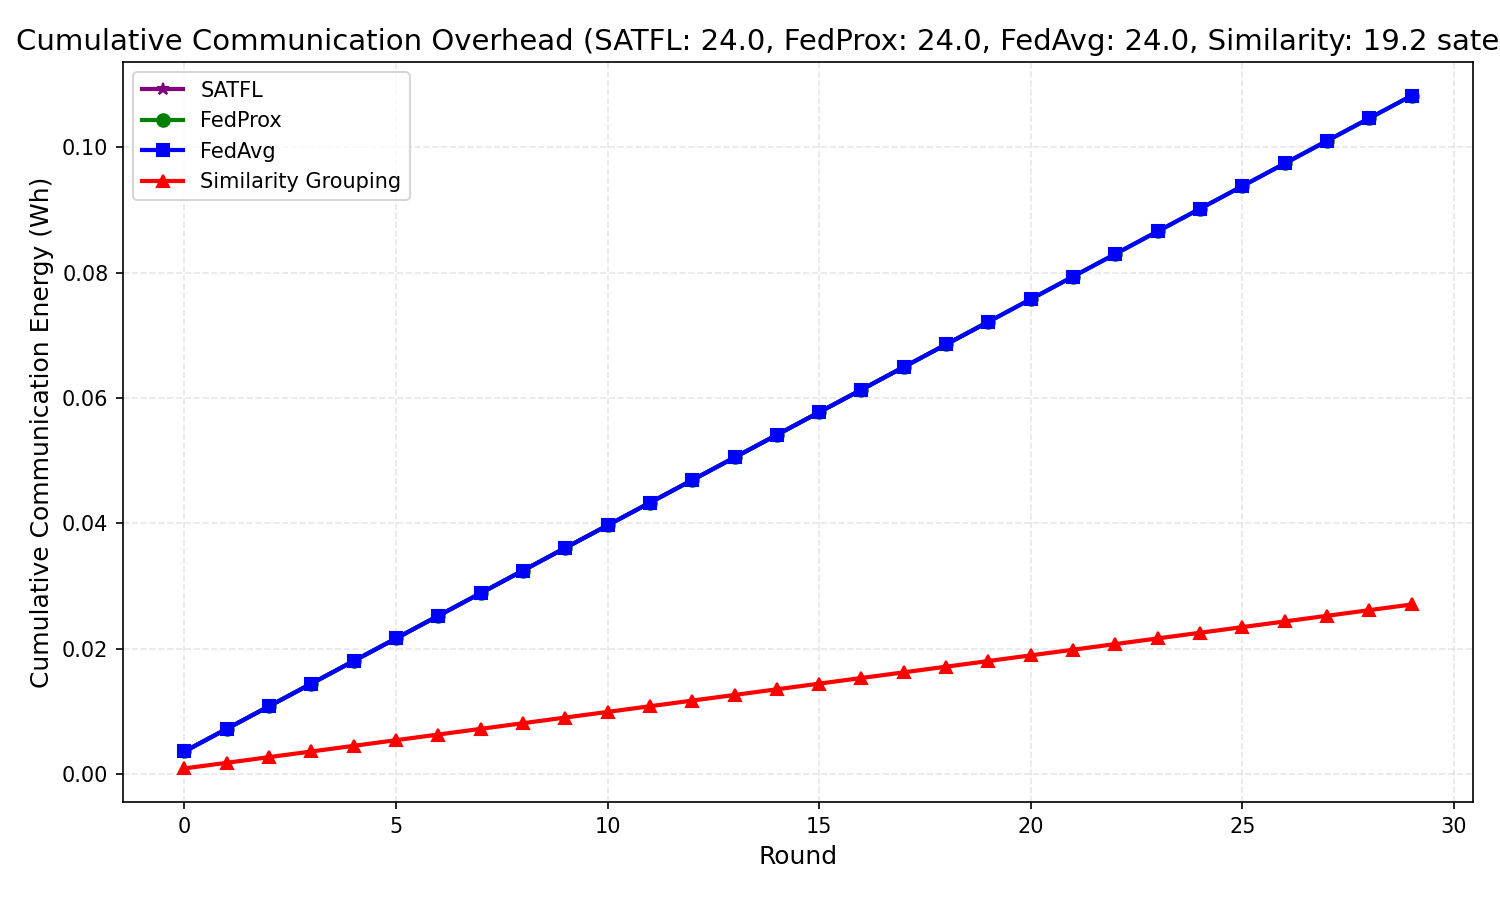 Cumulative Communication Overhead (SATFL: 24.0, FedProx: 24.0, FedAvg: 24.0, Similarity: 19.2 sate
SATFL
FedProx
FedAvg
Similarity Grouping
Cumulative Communication Energy (Wh)
0.10
0.08
0.06
0.04
0.02
0.00
0 5 10 15 20 25 30
Round